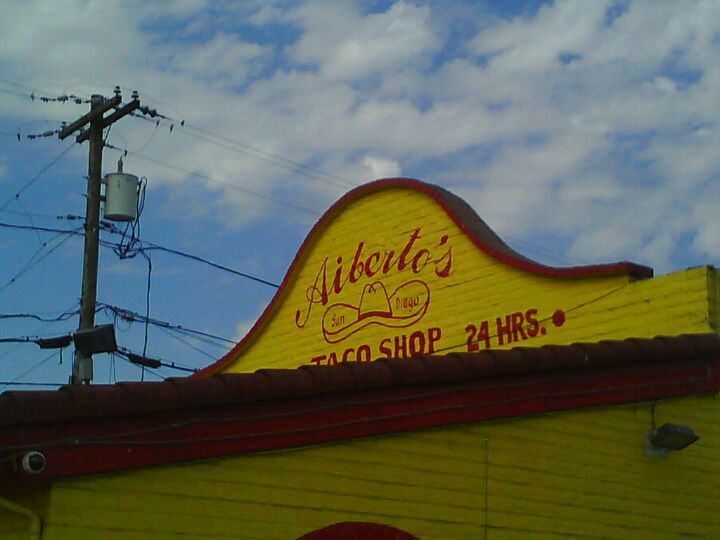 Aiberto's
San Diego
TACO SHOP 24 HRS.